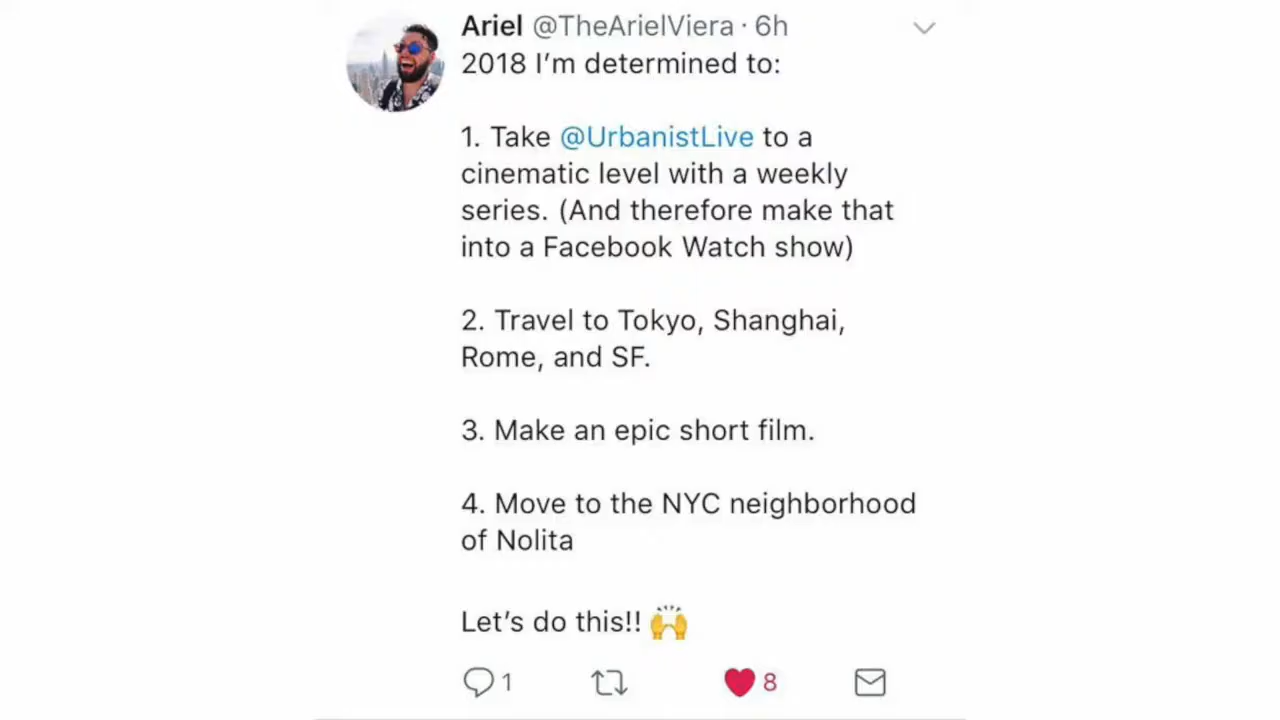 Ariel @TheArielViera · 6h
2018 I’m determined to:
1. Take @UrbanistLive to a
cinematic level with a weekly
series. (And therefore make that
into a Facebook Watch show)
2. Travel to Tokyo, Shanghai,
Rome, and SF.
3. Make an epic short film.
4. Move to the NYC neighborhood
of Nolita
Let’s do this!! 🙌
1 8